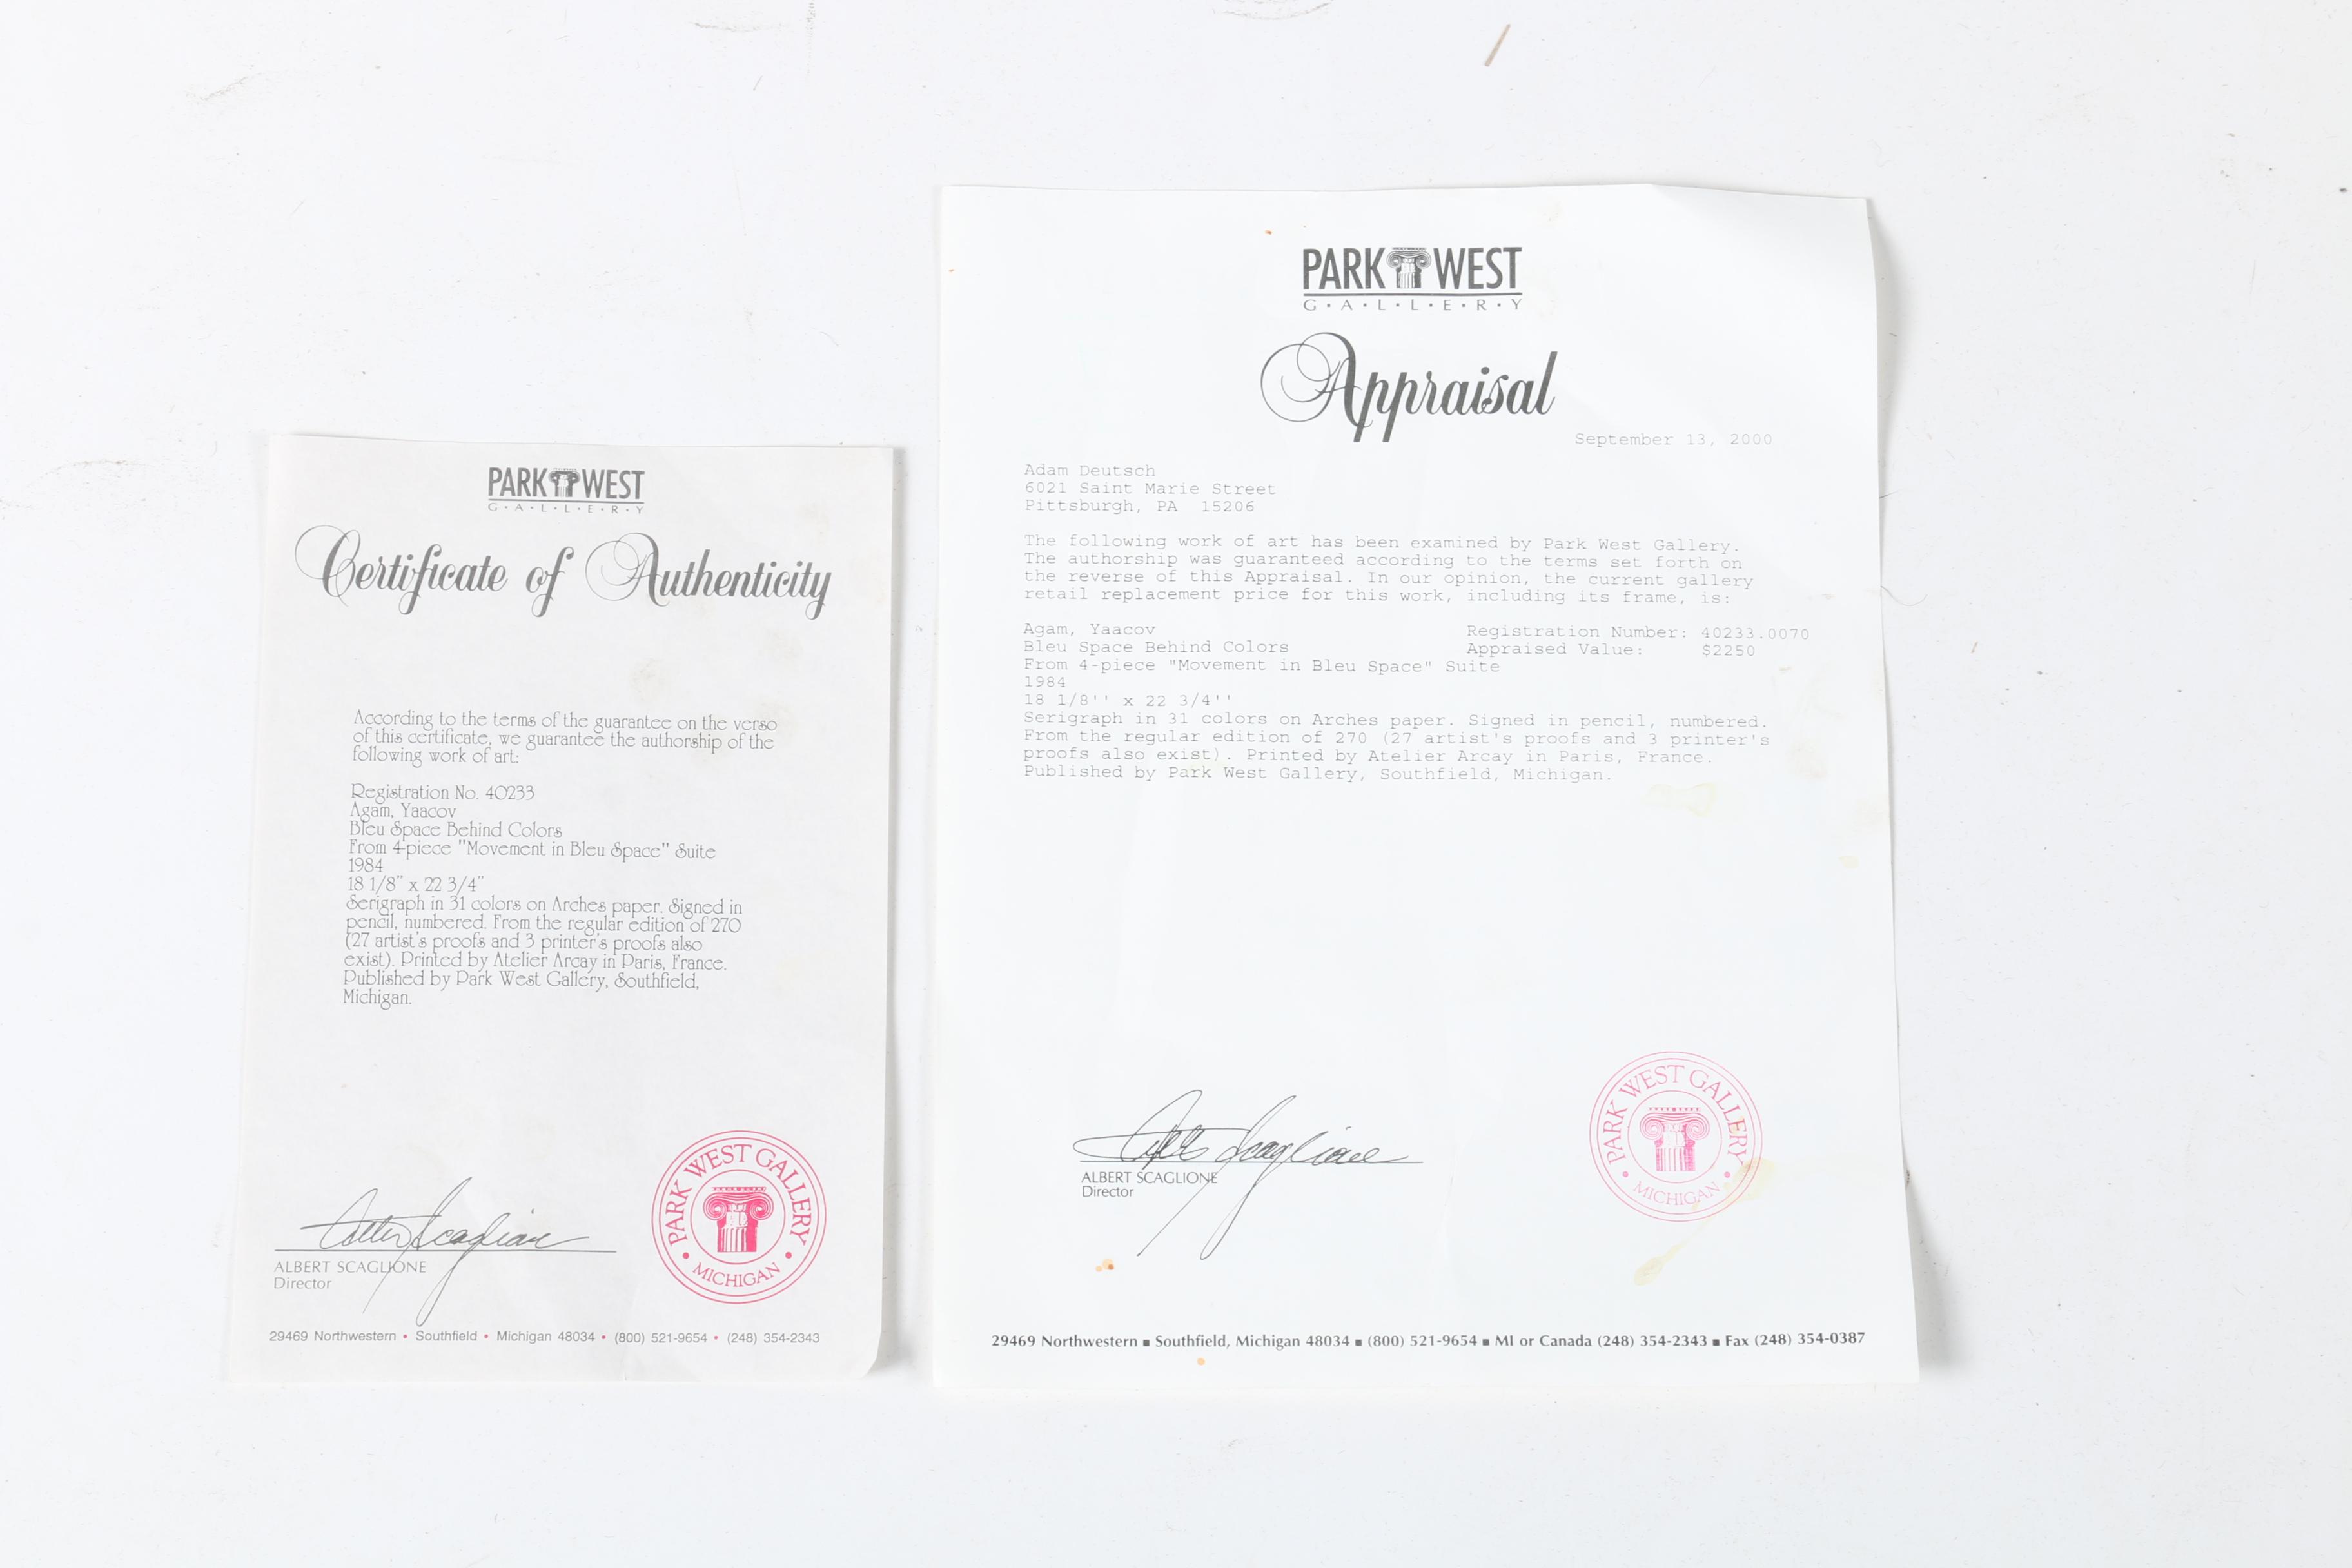 PARK WEST
G·A·L·L·E·R·Y
Certificate of Authenticity
According to the terms of the guarantee on the verso
of this certificate, we guarantee the authorship of the
following work of art:
Registration No. 40233
Agam, Yaacov
Bleu Space Behind Colors
From 4-piece "Movement in Bleu Space" Suite
1984
18 1/8" x 22 3/4"
Serigraph in 31 colors on Arches paper. Signed in
pencil, numbered. From the regular edition of 270
(27 artist's proofs and 3 printer's proofs also
exist). Printed by Atelier Arcay in Paris, France.
Published by Park West Gallery, Southfield,
Michigan.
Albert Scaglione
ALBERT SCAGLIONE
Director
PARK WEST GALLERY
• MICHIGAN •
29469 Northwestern • Southfield • Michigan 48034 • (800) 521-9654 • (248) 354-2343
PARK WEST
G·A·L·L·E·R·Y
Appraisal
September 13, 2000
Adam Deutsch
6021 Saint Marie Street
Pittsburgh, PA 15206
The following work of art has been examined by Park West Gallery.
The authorship was guaranteed according to the terms set forth on
the reverse of this Appraisal. In our opinion, the current gallery
retail replacement price for this work, including its frame, is:
Agam, Yaacov Registration Number: 40233.0070
Bleu Space Behind Colors Appraised Value: $2250
From 4-piece "Movement in Bleu Space" Suite
1984
18 1/8'' x 22 3/4''
Serigraph in 31 colors on Arches paper. Signed in pencil, numbered.
From the regular edition of 270 (27 artist's proofs and 3 printer's
proofs also exist). Printed by Atelier Arcay in Paris, France.
Published by Park West Gallery, Southfield, Michigan.
Albert Scaglione
ALBERT SCAGLIONE
Director
PARK WEST GALLERY
• MICHIGAN •
29469 Northwestern ■ Southfield, Michigan 48034 ■ (800) 521-9654 ■ MI or Canada (248) 354-2343 ■ Fax (248) 354-0387